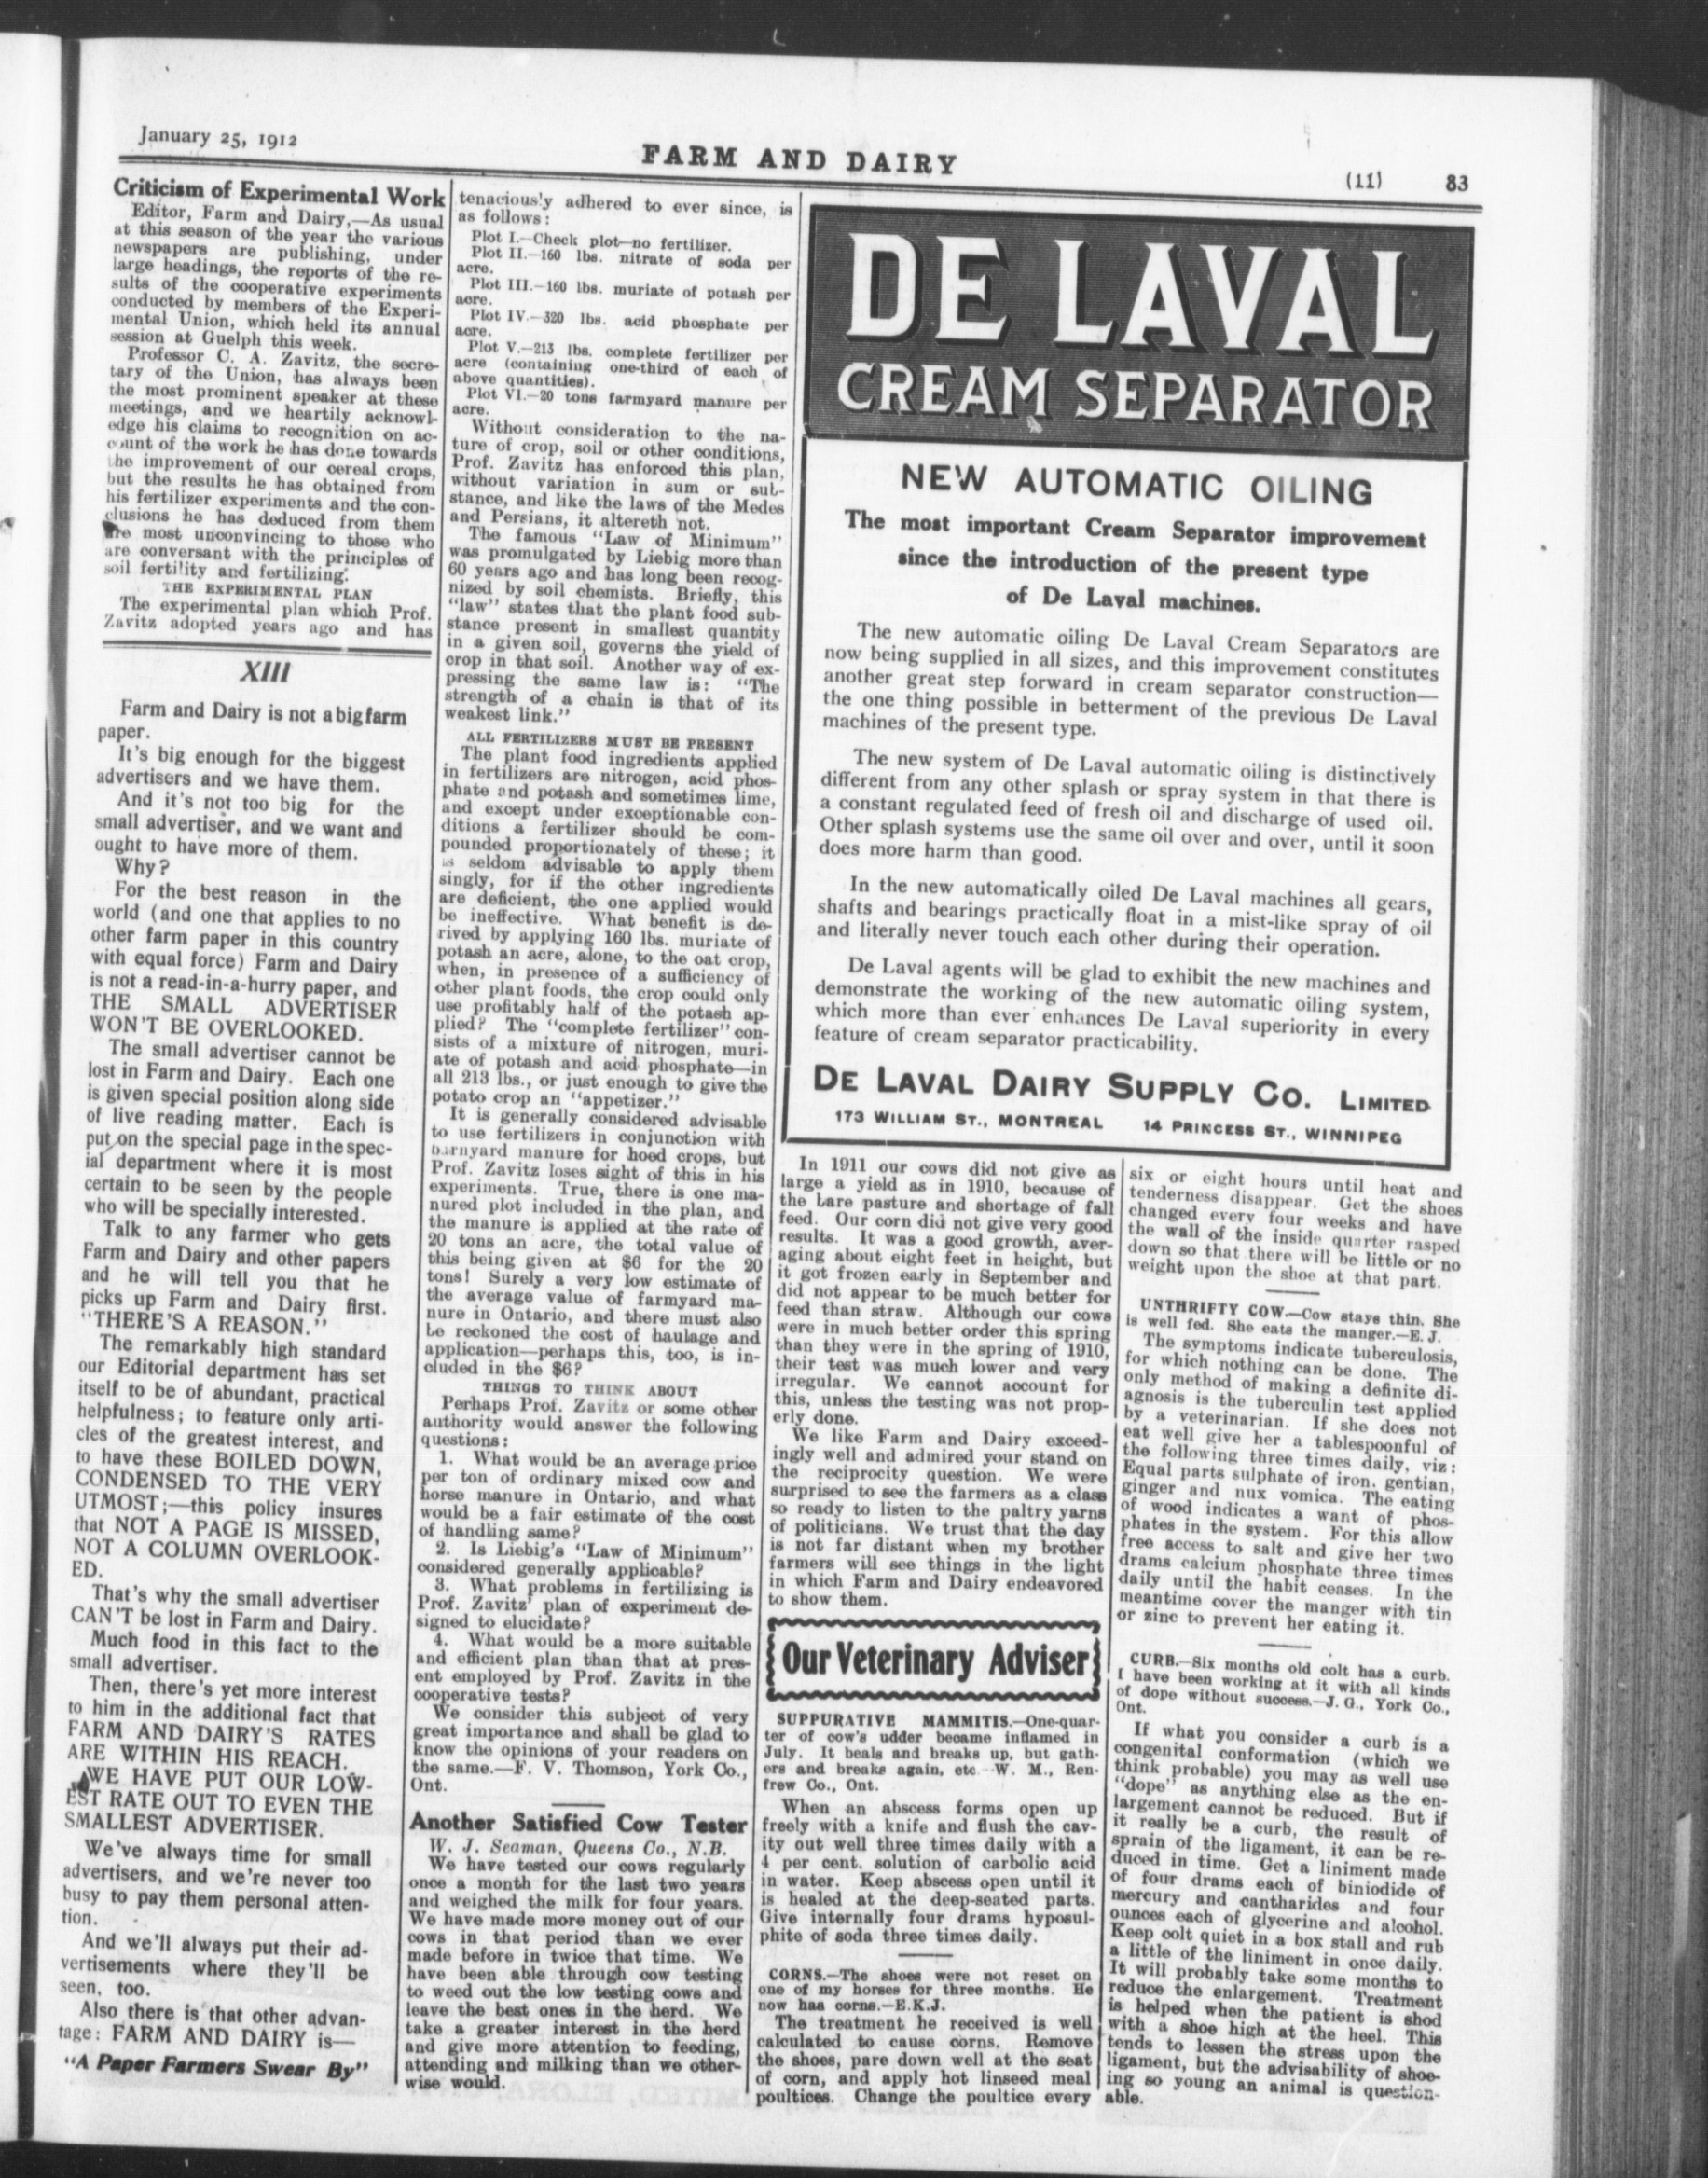 January 25, 1912
FARM AND DAIRY
(11) 83
Criticism of Experimental Work
Editor, Farm and Dairy,—As usual
at this season of the year the various
newspapers are publishing, under
large headings, the reports of the re-
sults of the cooperative experiments
conducted by members of the Experi-
mental Union, which held its annual
session at Guelph this week.
Professor C. A. Zavitz, the secre-
tary of the Union, has always been
the most prominent speaker at these
meetings, and we heartily acknowl-
edge his claims to recognition on ac-
count of the work he has done towards
the improvement of our cereal crops,
but the results he has obtained from
his fertilizer experiments and the con-
clusions he has deduced from them
are most unconvincing to those who
are conversant with the principles of
soil fertility and fertilizing.
THE EXPERIMENTAL PLAN
The experimental plan which Prof.
Zavitz adopted years ago and has
XIII
Farm and Dairy is not a big farm
paper.
It's big enough for the biggest
advertisers and we have them.
And it's not too big for the
small advertiser, and we want and
ought to have more of them.
Why?
For the best reason in the
world (and one that applies to no
other farm paper in this country
with equal force) Farm and Dairy
is not a read-in-a-hurry paper, and
THE SMALL ADVERTISER
WON'T BE OVERLOOKED.
The small advertiser cannot be
lost in Farm and Dairy. Each one
is given special position along side
of live reading matter. Each is
put on the special page in the spec-
ial department where it is most
certain to be seen by the people
who will be specially interested.
Talk to any farmer who gets
Farm and Dairy and other papers
and he will tell you that he
picks up Farm and Dairy first.
"THERE'S A REASON."
The remarkably high standard
our Editorial department has set
itself to be of abundant, practical
helpfulness; to feature only arti-
cles of the greatest interest, and
to have these BOILED DOWN,
CONDENSED TO THE VERY
UTMOST;—this policy insures
that NOT A PAGE IS MISSED,
NOT A COLUMN OVERLOOK-
ED.
That's why the small advertiser
CAN'T be lost in Farm and Dairy.
Much food in this fact to the
small advertiser.
Then, there's yet more interest
to him in the additional fact that
FARM AND DAIRY'S RATES
ARE WITHIN HIS REACH.
WE HAVE PUT OUR LOW-
EST RATE OUT TO EVEN THE
SMALLEST ADVERTISER.
We've always time for small
advertisers, and we're never too
busy to pay them personal atten-
tion.
And we'll always put their ad-
vertisements where they'll be
seen, too.
Also there is that other advan-
tage: FARM AND DAIRY is—
"A Paper Farmers Swear By"
tenaciously adhered to ever since, is
as follows:
Plot I.—Check plot—no fertilizer.
Plot II.—160 lbs. nitrate of soda per
acre.
Plot III.—160 lbs. muriate of potash per
acre.
Plot IV.—320 lbs. acid phosphate per
acre.
Plot V.—213 lbs. complete fertilizer per
acre (containing one-third of each of
above quantities).
Plot VI.—20 tons farmyard manure per
acre.
Without consideration to the na-
ture of crop, soil or other conditions,
Prof. Zavitz has enforced this plan,
without variation in sum or sub-
stance, and like the laws of the Medes
and Persians, it altereth not.
The famous "Law of Minimum"
was promulgated by Liebig more than
60 years ago and has long been recog-
nized by soil chemists. Briefly, this
"law" states that the plant food sub-
stance present in smallest quantity
in a given soil, governs the yield of
crop in that soil. Another way of ex-
pressing the same law is: "The
strength of a chain is that of its
weakest link."
ALL FERTILIZERS MUST BE PRESENT
The plant food ingredients applied
in fertilizers are nitrogen, acid phos-
phate and potash and sometimes lime,
and except under exceptionable con-
ditions a fertilizer should be com-
pounded proportionately of these; it
is seldom advisable to apply them
singly, for if the other ingredients
are deficient, the one applied would
be ineffective. What benefit is de-
rived by applying 160 lbs. muriate of
potash an acre, alone, to the oat crop,
when, in presence of a sufficiency of
other plant foods, the crop could only
use profitably half of the potash ap-
plied? The "complete fertilizer" con-
sists of a mixture of nitrogen, muri-
ate of potash and acid phosphate—in
all 213 lbs., or just enough to give the
potato crop an "appetizer."
It is generally considered advisable
to use fertilizers in conjunction with
barnyard manure for hoed crops, but
Prof. Zavitz loses sight of this in his
experiments. True, there is one ma-
nured plot included in the plan, and
the manure is applied at the rate of
20 tons an acre, the total value of
this being given at $6 for the 20
tons! Surely a very low estimate of
the average value of farmyard ma-
nure in Ontario, and there must also
be reckoned the cost of haulage and
application—perhaps this, too, is in-
cluded in the $6?
THINGS TO THINK ABOUT
Perhaps Prof. Zavitz or some other
authority would answer the following
questions:
1. What would be an average price
per ton of ordinary mixed cow and
horse manure in Ontario, and what
would be a fair estimate of the cost
of handling same?
2. Is Liebig's "Law of Minimum"
considered generally applicable?
3. What problems in fertilizing is
Prof. Zavitz' plan of experiment de-
signed to elucidate?
4. What would be a more suitable
and efficient plan than that at pres-
ent employed by Prof. Zavitz in the
cooperative tests?
We consider this subject of very
great importance and shall be glad to
know the opinions of your readers on
the same.—F. V. Thomson, York Co.,
Ont.
Another Satisfied Cow Tester
W. J. Seaman, Queens Co., N.B.
We have tested our cows regularly
once a month for the last two years
and weighed the milk for four years.
We have made more money out of our
cows in that period than we ever
made before in twice that time. We
have been able through cow testing
to weed out the low testing cows and
leave the best ones in the herd. We
take a greater interest in the herd
and give more attention to feeding,
attending and milking than we other-
wise would.
DE LAVAL
CREAM SEPARATOR
NEW AUTOMATIC OILING
The most important Cream Separator improvement
since the introduction of the present type
of De Laval machines.
The new automatic oiling De Laval Cream Separators are
now being supplied in all sizes, and this improvement constitutes
another great step forward in cream separator construction—
the one thing possible in betterment of the previous De Laval
machines of the present type.
The new system of De Laval automatic oiling is distinctively
different from any other splash or spray system in that there is
a constant regulated feed of fresh oil and discharge of used oil.
Other splash systems use the same oil over and over, until it soon
does more harm than good.
In the new automatically oiled De Laval machines all gears,
shafts and bearings practically float in a mist-like spray of oil
and literally never touch each other during their operation.
De Laval agents will be glad to exhibit the new machines and
demonstrate the working of the new automatic oiling system,
which more than ever enhances De Laval superiority in every
feature of cream separator practicability.
DE LAVAL DAIRY SUPPLY CO. LIMITED
173 WILLIAM ST., MONTREAL 14 PRINCESS ST., WINNIPEG
In 1911 our cows did not give as
large a yield as in 1910, because of
the bare pasture and shortage of fall
feed. Our corn did not give very good
results. It was a good growth, aver-
aging about eight feet in height, but
it got frozen early in September and
did not appear to be much better for
feed than straw. Although our cows
were in much better order this spring
than they were in the spring of 1910,
their test was much lower and very
irregular. We cannot account for
this, unless the testing was not prop-
erly done.
We like Farm and Dairy exceed-
ingly well and admired your stand on
the reciprocity question. We were
surprised to see the farmers as a class
so ready to listen to the paltry yarns
of politicians. We trust that the day
is not far distant when my brother
farmers will see things in the light
in which Farm and Dairy endeavored
to show them.
Our Veterinary Adviser
SUPPURATIVE MAMMITIS.—One-quar-
ter of cow's udder became inflamed in
July. It heals and breaks up, but gath-
ers and breaks again, etc.—W. M., Ren-
frew Co., Ont.
When an abscess forms open up
freely with a knife and flush the cav-
ity out well three times daily with a
4 per cent. solution of carbolic acid
in water. Keep abscess open until it
is healed at the deep-seated parts.
Give internally four drams hyposul-
phite of soda three times daily.
CORNS.—The shoes were not reset on
one of my horses for three months. He
now has corns.—E.K.J.
The treatment he received is well
calculated to cause corns. Remove
the shoes, pare down well at the seat
of corn, and apply hot linseed meal
poultices. Change the poultice every
six or eight hours until heat and
tenderness disappear. Get the shoes
changed every four weeks and have
the wall of the inside quarter rasped
down so that there will be little or no
weight upon the shoe at that part.
UNTHRIFTY COW.—Cow stays thin. She
is well fed. She eats the manger.—E. J.
The symptoms indicate tuberculosis,
for which nothing can be done. The
only method of making a definite di-
agnosis is the tuberculin test applied
by a veterinarian. If she does not
eat well give her a tablespoonful of
the following three times daily, viz:
Equal parts sulphate of iron, gentian,
ginger and nux vomica. The eating
of wood indicates a want of phos-
phates in the system. For this allow
free access to salt and give her two
drams calcium phosphate three times
daily until the habit ceases. In the
meantime cover the manger with tin
or zinc to prevent her eating it.
CURB.—Six months old colt has a curb.
I have been working at it with all kinds
of dope without success.—J. G., York Co.,
Ont.
If what you consider a curb is a
congenital conformation (which we
think probable) you may as well use
"dope" as anything else as the en-
largement cannot be reduced. But if
it really be a curb, the result of
sprain of the ligament, it can be re-
duced in time. Get a liniment made
of four drams each of biniodide of
mercury and cantharides and four
ounces each of glycerine and alcohol.
Keep colt quiet in a box stall and rub
a little of the liniment in once daily.
It will probably take some months to
reduce the enlargement. Treatment
is helped when the patient is shod
with a shoe high at the heel. This
tends to lessen the stress upon the
ligament, but the advisability of shoe-
ing so young an animal is question-
able.